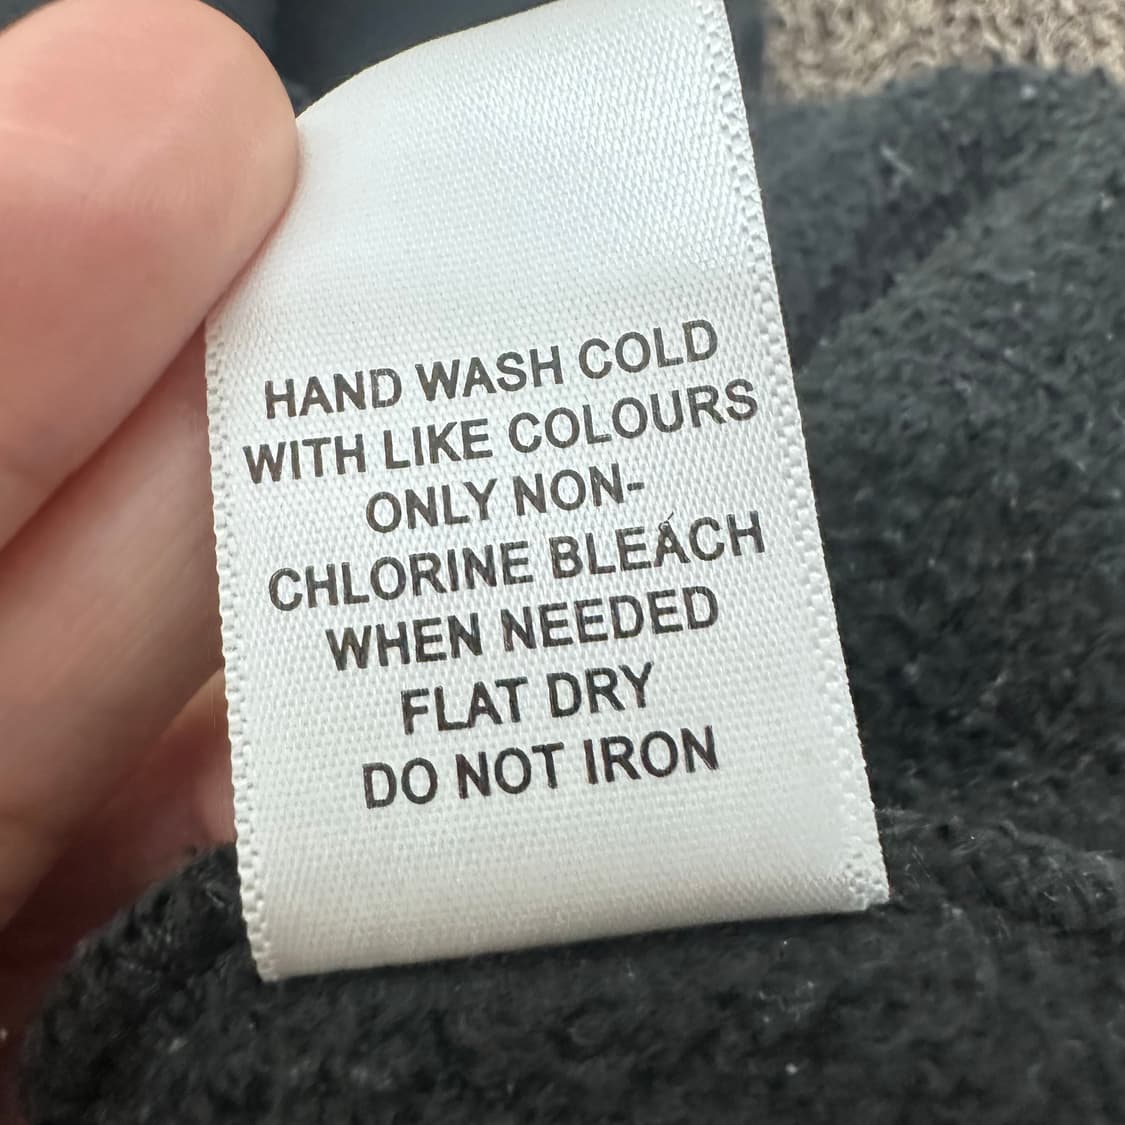 HAND WASH COLD
WITH LIKE COLOURS
ONLY NON-
CHLORINE BLEACH
WHEN NEEDED
FLAT DRY
DO NOT IRON